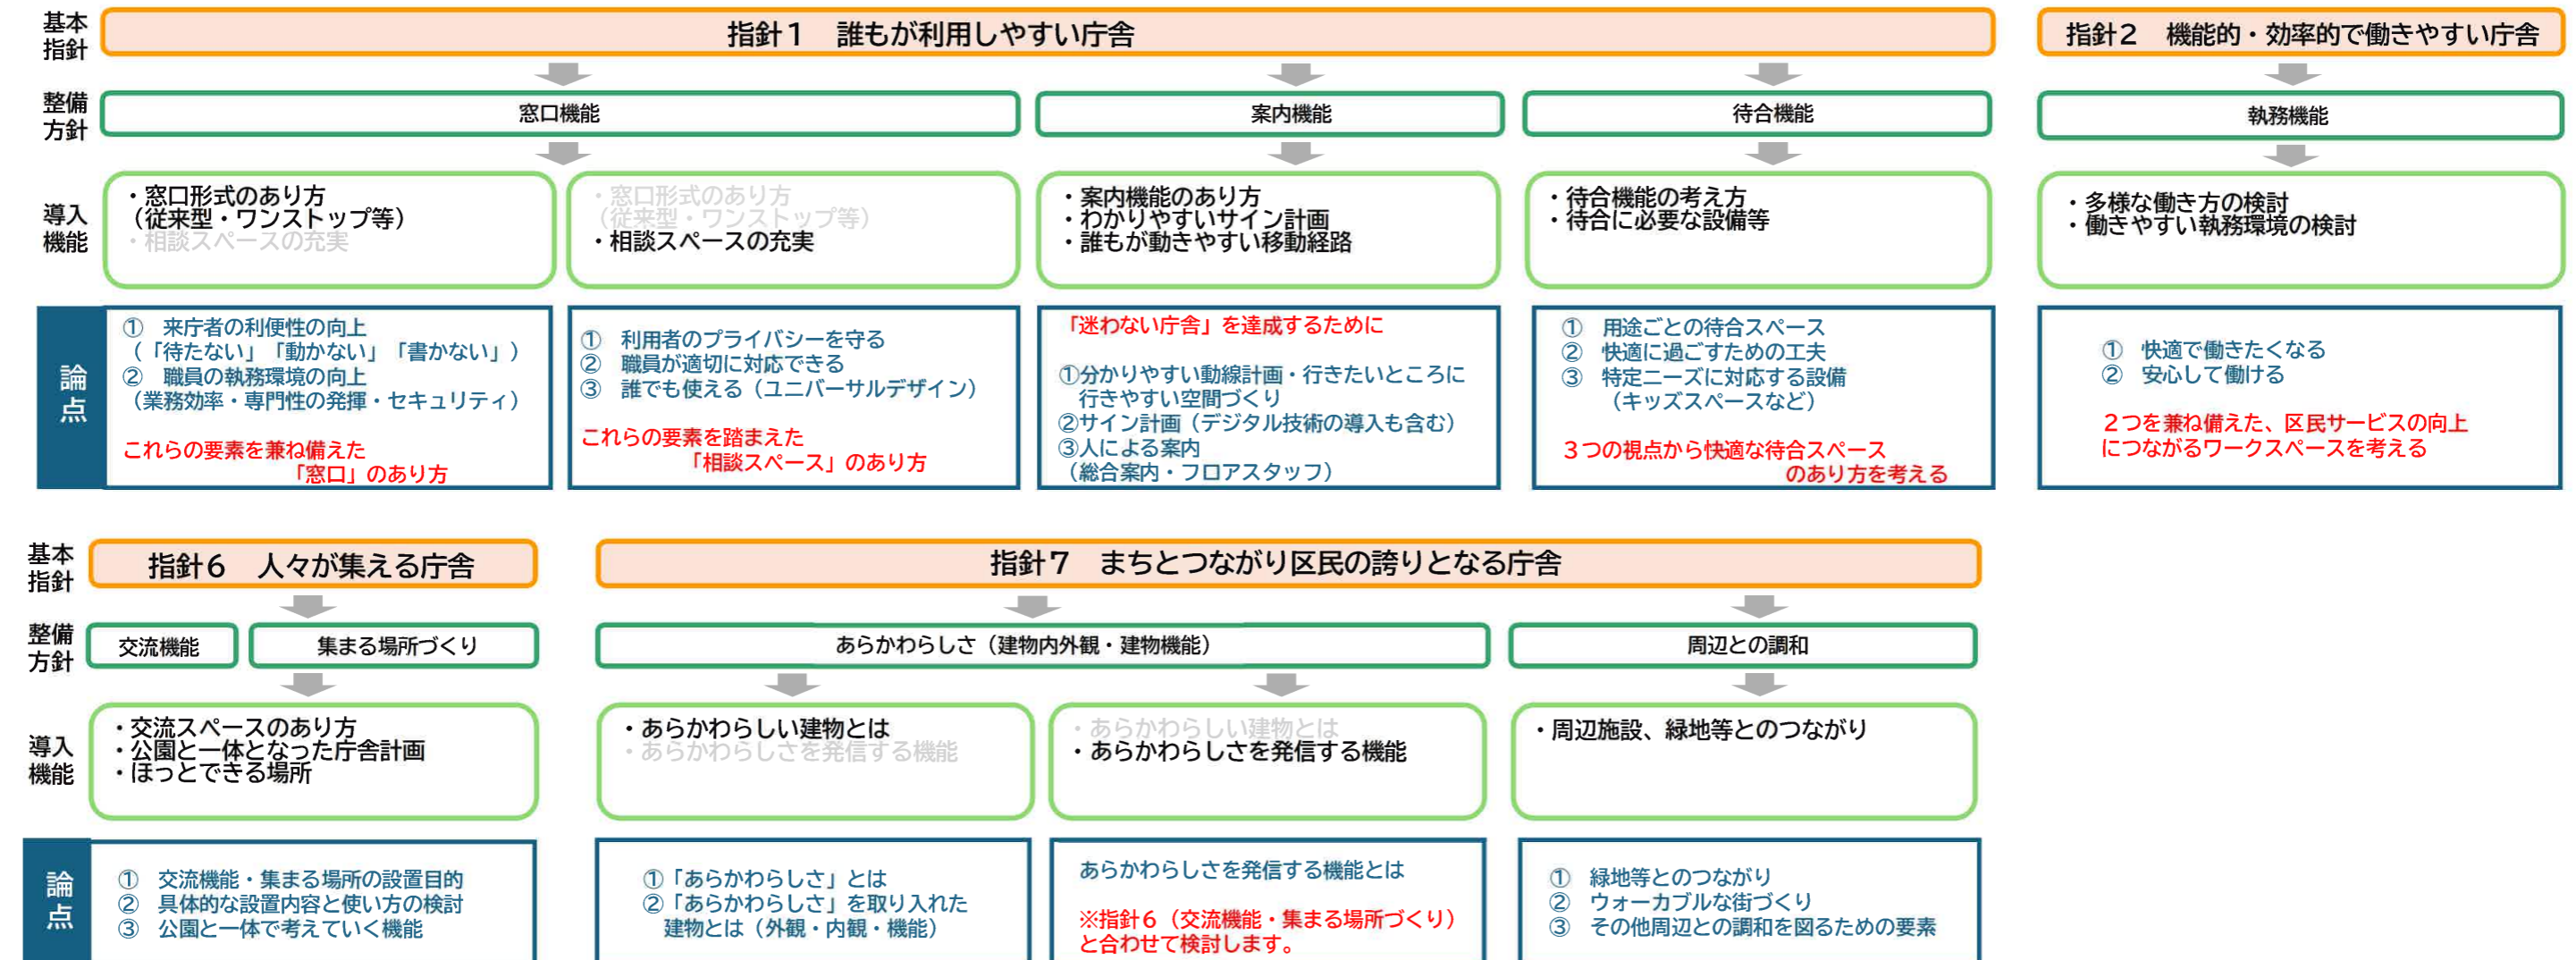 基本
指針
指針１　誰もが利用しやすい庁舎
指針２　機能的・効率的で働きやすい庁舎
整備
方針
窓口機能
案内機能
待合機能
執務機能
導入
機能
・窓口形式のあり方
（従来型・ワンストップ等）
・相談スペースの充実
・窓口形式のあり方
（従来型・ワンストップ等）
・相談スペースの充実
・案内機能のあり方
・わかりやすいサイン計画
・誰もが動きやすい移動経路
・待合機能の考え方
・待合に必要な設備等
・多様な働き方の検討
・働きやすい執務環境の検討
論
点
①　来庁者の利便性の向上
（「待たない」「動かない」「書かない」）
②　職員の執務環境の向上
（業務効率・専門性の発揮・セキュリティ）
これらの要素を兼ね備えた
「窓口」のあり方
①　利用者のプライバシーを守る
②　職員が適切に対応できる
③　誰でも使える（ユニバーサルデザイン）
これらの要素を踏まえた
「相談スペース」のあり方
「迷わない庁舎」を達成するために
①分かりやすい動線計画・行きたいところに
行きやすい空間づくり
②サイン計画（デジタル技術の導入も含む）
③人による案内
（総合案内・フロアスタッフ）
①　用途ごとの待合スペース
②　快適に過ごすための工夫
③　特定ニーズに対応する設備
（キッズスペースなど）
３つの視点から快適な待合スペース
のあり方を考える
①　快適で働きたくなる
②　安心して働ける
２つを兼ね備えた、区民サービスの向上
につながるワークスペースを考える
基本
指針
指針６　人々が集える庁舎
指針７　まちとつながり区民の誇りとなる庁舎
整備
方針
交流機能
集まる場所づくり
あらかわらしさ（建物内外観・建物機能）
周辺との調和
導入
機能
・交流スペースのあり方
・公園と一体となった庁舎計画
・ほっとできる場所
・あらかわらしい建物とは
・あらかわらしさを発信する機能
・あらかわらしい建物とは
・あらかわらしさを発信する機能
・周辺施設、緑地等とのつながり
論
点
①　交流機能・集まる場所の設置目的
②　具体的な設置内容と使い方の検討
③　公園と一体で考えていく機能
①「あらかわらしさ」とは
②「あらかわらしさ」を取り入れた
建物とは（外観・内観・機能）
あらかわらしさを発信する機能とは
※指針６（交流機能・集まる場所づくり）
と合わせて検討します。
①　緑地等とのつながり
②　ウォーカブルな街づくり
③　その他周辺との調和を図るための要素